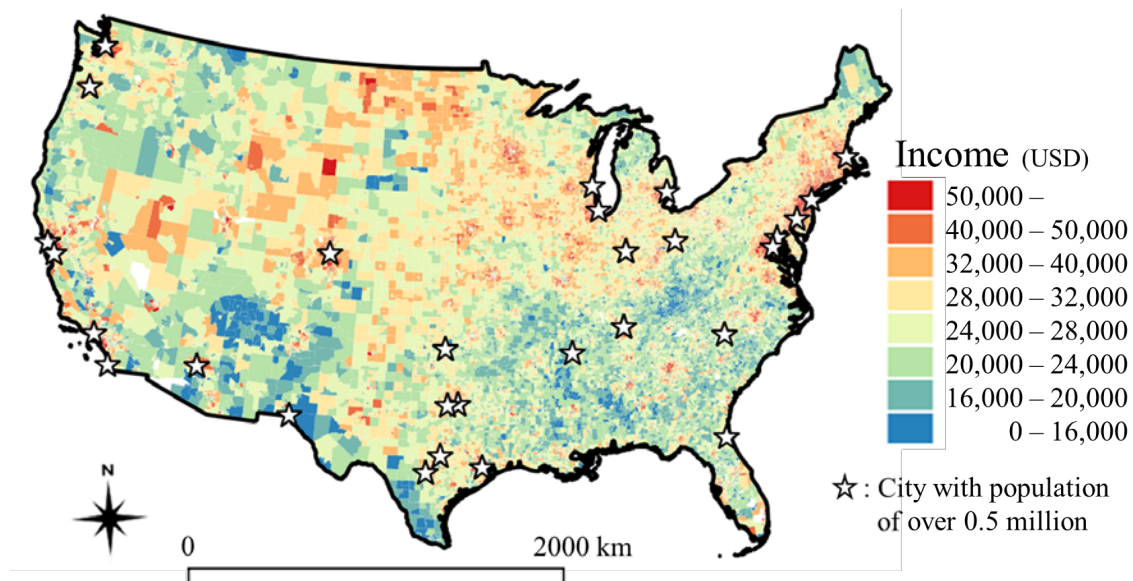 Income (USD)
50,000 –
40,000 – 50,000
32,000 – 40,000
28,000 – 32,000
24,000 – 28,000
20,000 – 24,000
16,000 – 20,000
0 – 16,000
: City with population
of over 0.5 million
N
0 2000 km